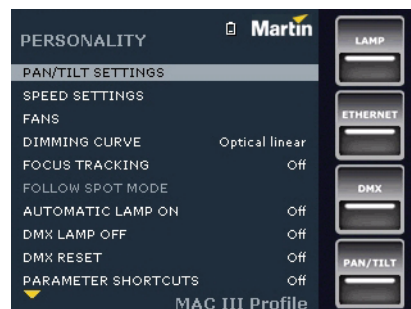 PERSONALITY
Martin
PAN/TILT SETTINGS
SPEED SETTINGS
FANS
DIMMING CURVE Optical linear
FOCUS TRACKING Off
FOLLOW SPOT MODE
AUTOMATIC LAMP ON Off
DMX LAMP OFF Off
DMX RESET Off
PARAMETER SHORTCUTS Off
MAC III Profile
LAMP
ETHERNET
DMX
PAN/TILT